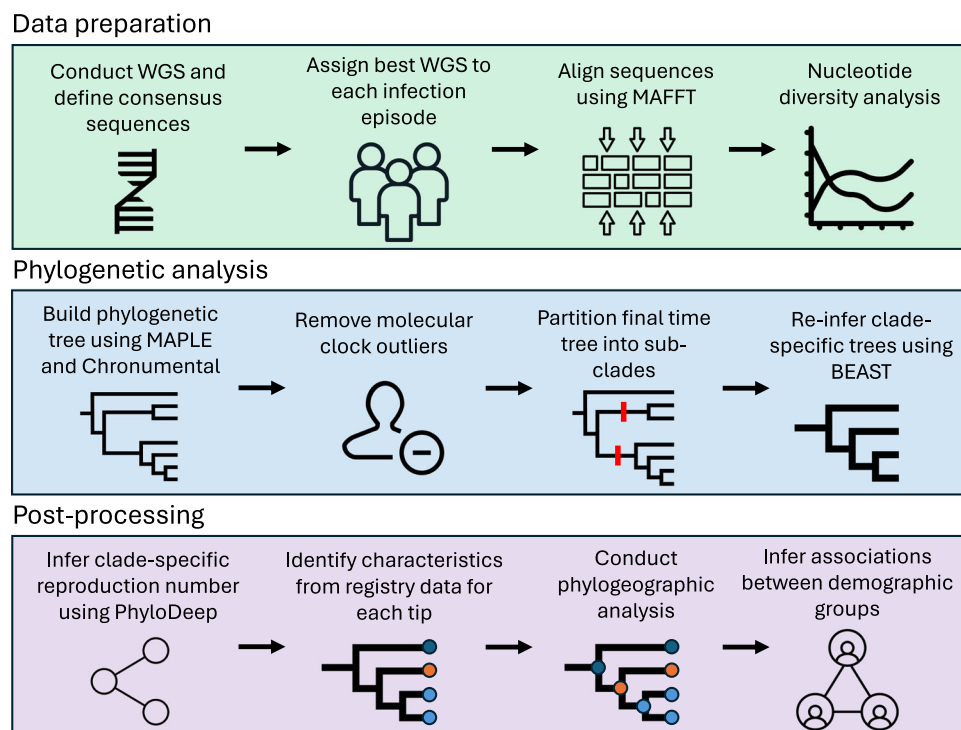 Data preparation
Conduct WGS and
define consensus
sequences
Assign best WGS to
each infection
episode
Align sequences
using MAFFT
Nucleotide
diversity analysis
Phylogenetic analysis
Build phylogenetic
tree using MAPLE
and Chronumental
Remove molecular
clock outliers
Partition final time
tree into sub-
clades
Re-infer clade-
specific trees using
BEAST
Post-processing
Infer clade-specific
reproduction number
using PhyloDeep
Identify characteristics
from registry data for
each tip
Conduct
phylogeographic
analysis
Infer associations
between demographic
groups